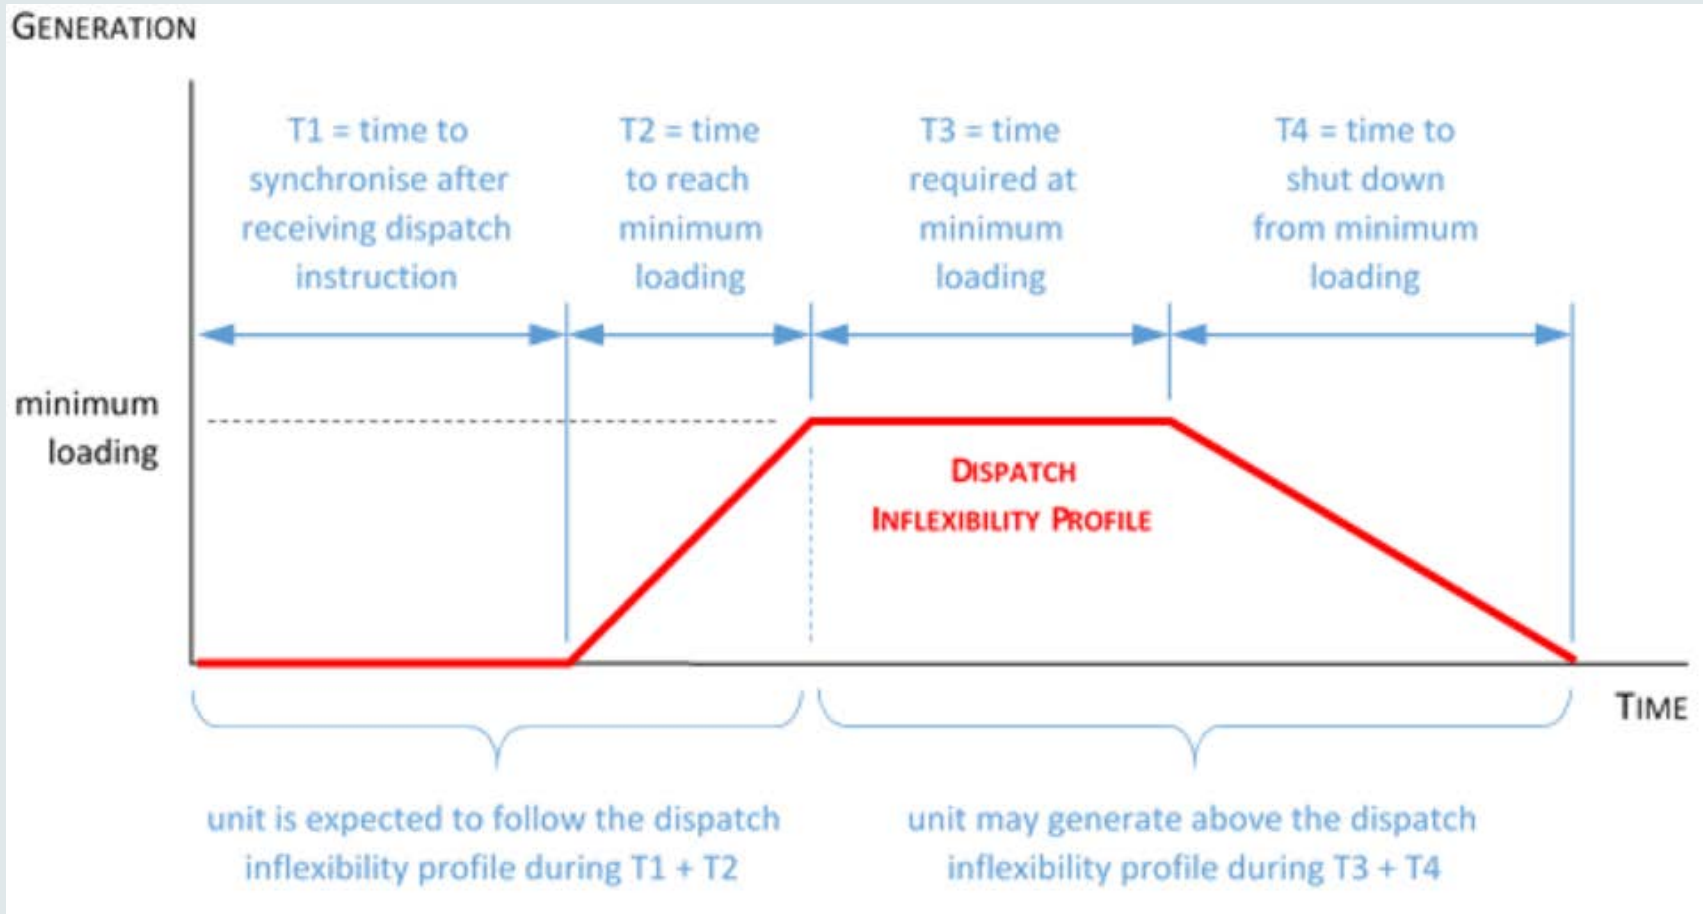 GENERATION
T1 = time to
synchronise after
receiving dispatch
instruction
T2 = time
to reach
minimum
loading
T3 = time
required at
minimum
loading
T4 = time to
shut down
from minimum
loading
minimum
loading
DISPATCH
INFLEXIBILITY PROFILE
TIME
unit is expected to follow the dispatch
inflexibility profile during T1 + T2
unit may generate above the dispatch
inflexibility profile during T3 + T4